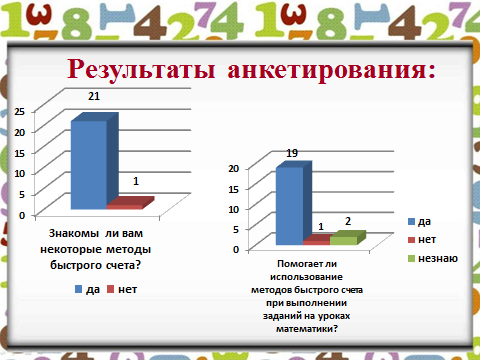 Результаты анкетирования:
21
25
20
15
10
5
0
1
Знакомы ли вам
некоторые методы
быстрого счета?
да нет
19
20
15
10
5
0
1
2
да
нет
незнаю
Помогает ли
использование
методов быстрого счета
при выполнении
заданий на уроках
математики?